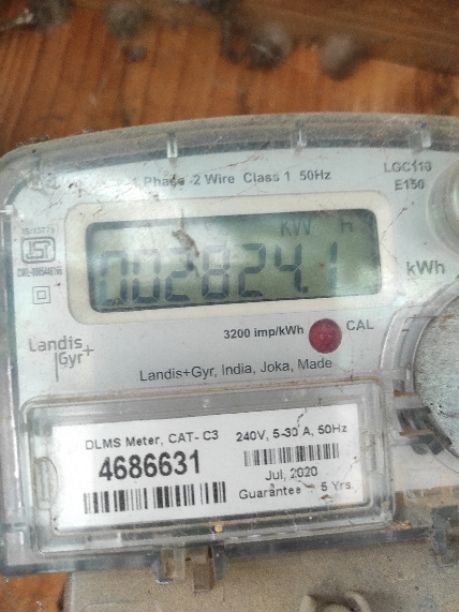 1 Phase -2 Wire Class 1 50Hz
LGC110
E150
KW H
002824.1
kWh
ISI
3200 imp/kWh
CAL
Landis
Gyr+
Landis+Gyr, India, Joka, Made
DLMS Meter, CAT- C3
240V, 5-30 A, 50Hz
4686631
Jul, 2020
Guarantee - 5 Yrs.